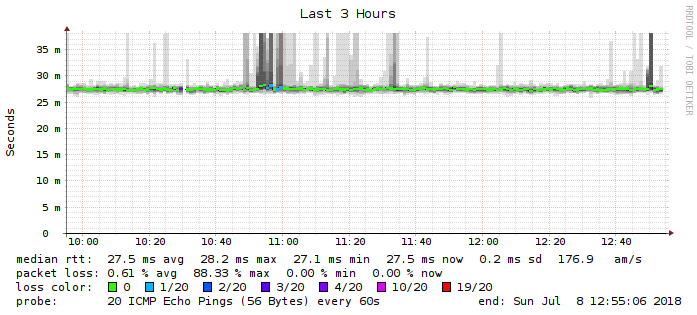 Last 3 Hours
RRDTOOL / TOBI OETIKER
Seconds
35 m
30 m
25 m
20 m
15 m
10 m
5 m
0
10:00 10:20 10:40 11:00 11:20 11:40 12:00 12:20 12:40
median rtt: 27.5 ms avg 28.2 ms max 27.1 ms min 27.5 ms now 0.2 ms sd 176.9 am/s
packet loss: 0.61 % avg 88.33 % max 0.00 % min 0.00 % now
loss color: 0 1/20 2/20 3/20 4/20 10/20 19/20
probe: 20 ICMP Echo Pings (56 Bytes) every 60s end: Sun Jul 8 12:55:06 2018